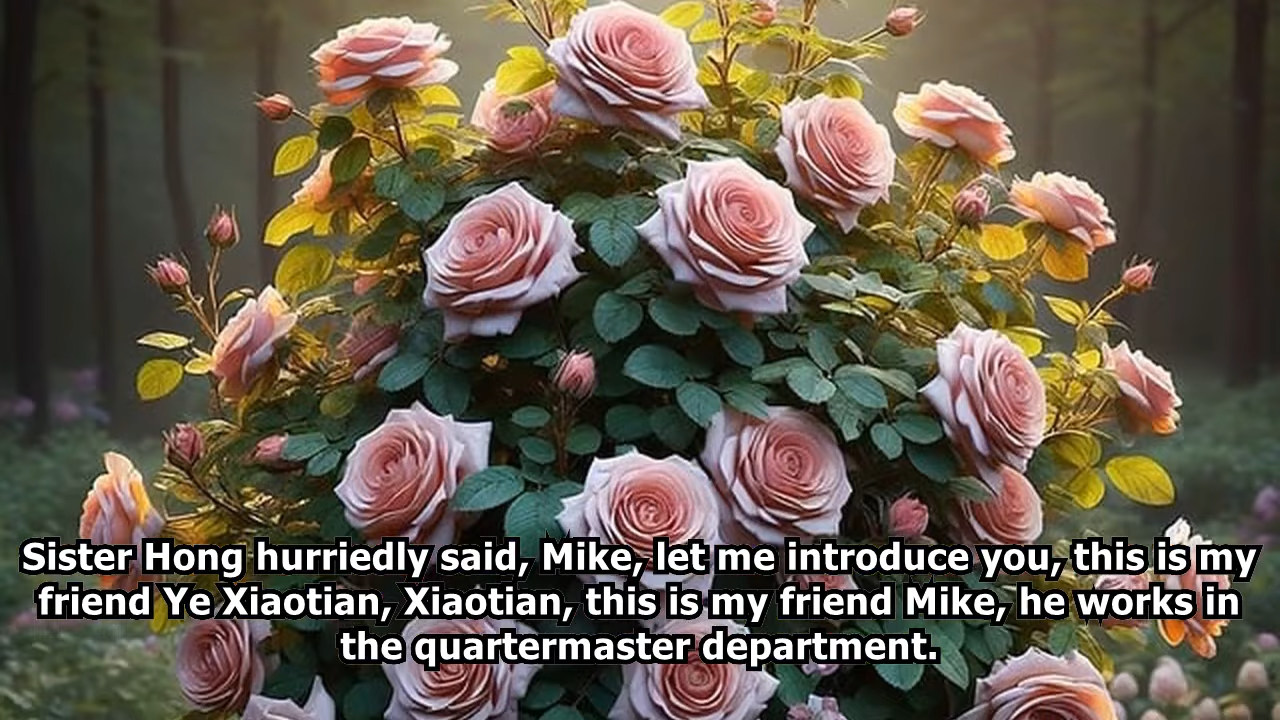 Sister Hong hurriedly said, Mike, let me introduce you, this is my
friend Ye Xiaotian, Xiaotian, this is my friend Mike, he works in
the quartermaster department.